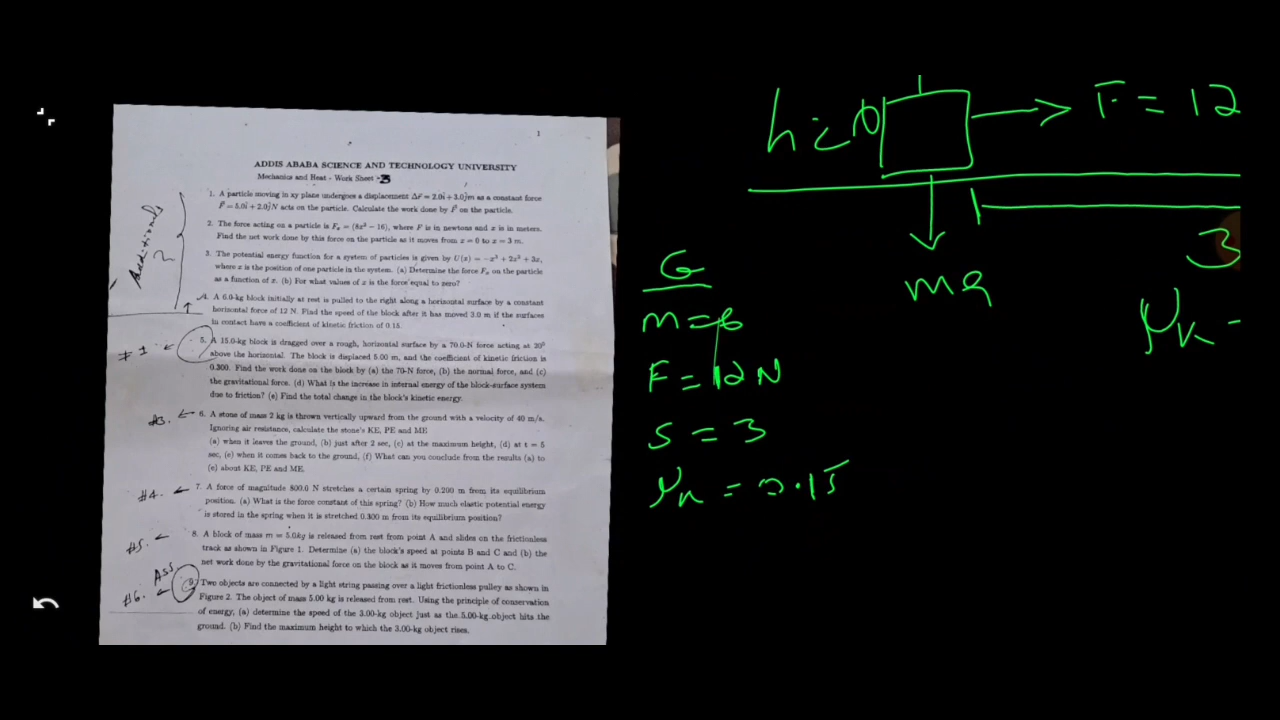 1
ADDIS ABABA SCIENCE AND TECHNOLOGY UNIVERSITY
Mechanics and Heat - Work Sheet -3
1. A particle moving in xy plane undergoes a displacement Δr⃗ = 2.0î + 3.0ĵm as a constant force
F⃗ = 5.0î + 2.0ĵN acts on the particle. Calculate the work done by F⃗ on the particle.
2. The force acting on a particle is Fₓ = (8x² − 16), where F is in newtons and x is in meters.
Find the net work done by this force on the particle as it moves from x = 0 to x = 3 m.
3. The potential energy function for a system of particles is given by U(x) = −x³ + 2x² + 3x,
where x is the position of one particle in the system. (a) Determine the force Fₓ on the particle
as a function of x. (b) For what values of x is the force equal to zero?
4. A 6.0-kg block initially at rest is pulled to the right along a horizontal surface by a constant
horizontal force of 12 N. Find the speed of the block after it has moved 3.0 m if the surfaces
in contact have a coefficient of kinetic friction of 0.15.
5. A 15.0-kg block is dragged over a rough, horizontal surface by a 70.0-N force acting at 20⁰
above the horizontal. The block is displaced 5.00 m, and the coefficient of kinetic friction is
0.300. Find the work done on the block by (a) the 70-N force, (b) the normal force, and (c)
the gravitational force. (d) What is the increase in internal energy of the block-surface system
due to friction? (e) Find the total change in the block's kinetic energy.
6. A stone of mass 2 kg is thrown vertically upward from the ground with a velocity of 40 m/s.
Ignoring air resistance, calculate the stone's KE, PE and ME
(a) when it leaves the ground, (b) just after 2 sec, (c) at the maximum height, (d) at t = 5
sec, (e) when it comes back to the ground, (f) What can you conclude from the results (a) to
(e) about KE, PE and ME.
7. A force of magnitude 800.0 N stretches a certain spring by 0.200 m from its equilibrium
position. (a) What is the force constant of this spring? (b) How much elastic potential energy
is stored in the spring when it is stretched 0.300 m from its equilibrium position?
8. A block of mass m = 5.0kg is released from rest from point A and slides on the frictionless
track as shown in Figure 1. Determine (a) the block's speed at points B and C and (b) the
net work done by the gravitational force on the block as it moves from point A to C.
9. Two objects are connected by a light string passing over a light frictionless pulley as shown in
Figure 2. The object of mass 5.00 kg is released from rest. Using the principle of conservation
of energy, (a) determine the speed of the 3.00-kg object just as the 5.00-kg object hits the
ground. (b) Find the maximum height to which the 3.00-kg object rises.
Additionals
#1
#3.
#4.
#5.
Ass
#6.
h=0
F = 12
mg
3
μk =
G
m=6
F = 12 N
s = 3
μk = 0.15